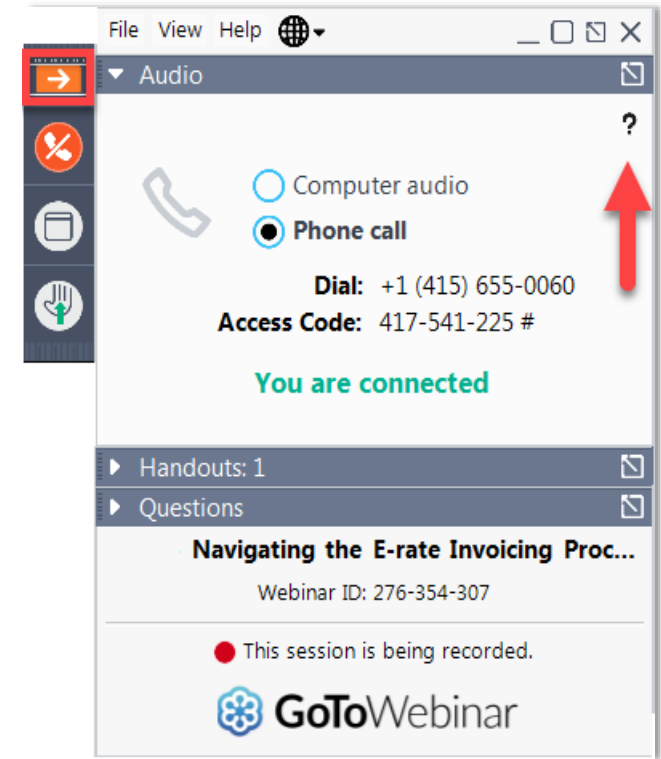 File View Help
Audio
?
Computer audio
Phone call
Dial: +1 (415) 655-0060
Access Code: 417-541-225 #
You are connected
Handouts: 1
Questions
Navigating the E-rate Invoicing Proc...
Webinar ID: 276-354-307
This session is being recorded.
GoToWebinar